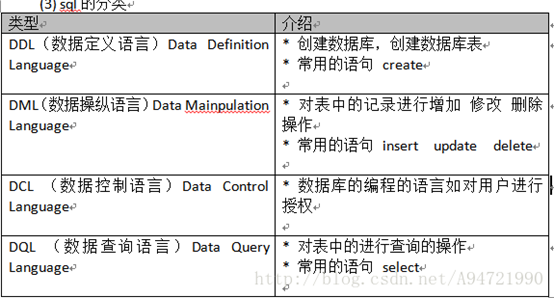 (3) sql 的分类
类型
介绍
DDL（数据定义语言）Data Definition
Language
* 创建数据库，创建数据库表
* 常用的语句 create
DML（数据操纵语言）Data Mainpulation
Language
* 对表中的记录进行增加 修改 删除
操作
* 常用的语句 insert update delete
DCL （数据控制语言）Data Control
Language
* 数据库的编程的语言如对用户进行
授权
DQL （数据查询语言）Data Query
Language
* 对表中的进行查询的操作
* 常用的语句 select
http://blog.csdn.net/A94721990